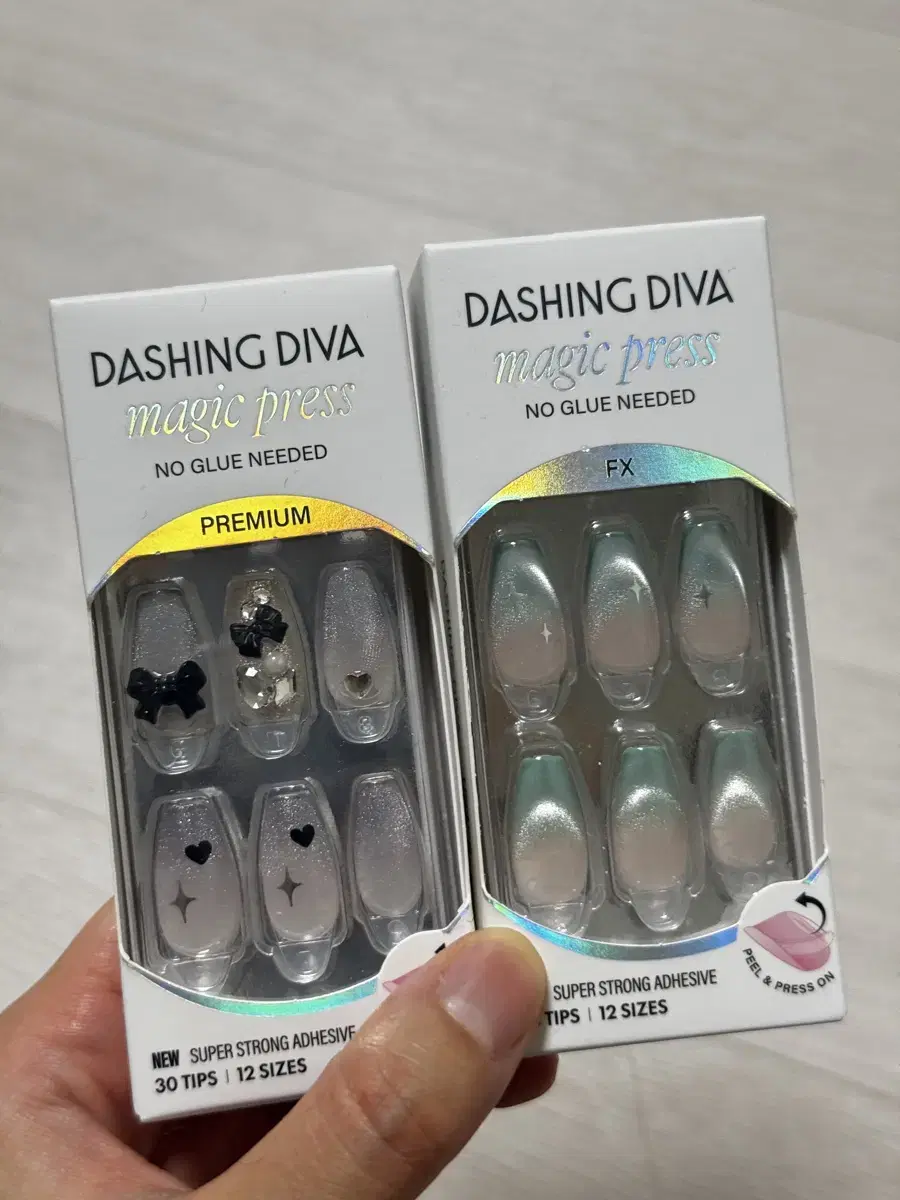 DASHING DIVA
magic press
NO GLUE NEEDED
PREMIUM
NEW SUPER STRONG ADHESIVE
30 TIPS | 12 SIZES
DASHING DIVA
magic press
NO GLUE NEEDED
FX
PEEL & PRESS ON
SUPER STRONG ADHESIVE
TIPS | 12 SIZES